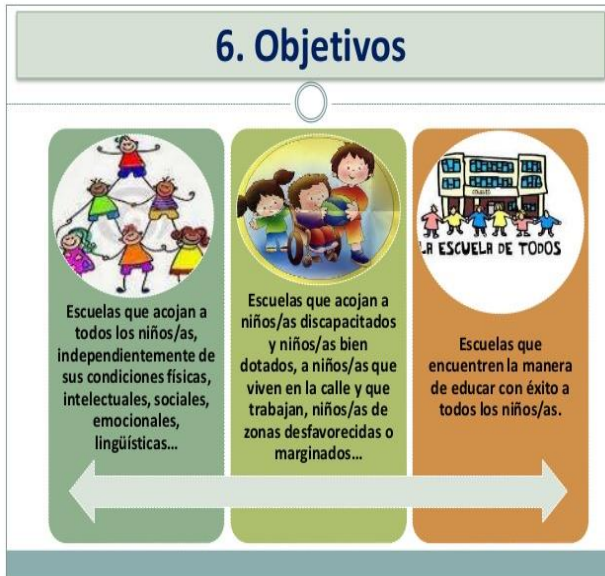 6. Objetivos
Escuelas que acojan a
todos los niños/as,
independientemente de
sus condiciones físicas,
intelectuales, sociales,
emocionales,
lingüísticas...
Escuelas que acojan a
niños/as discapacitados
y niños/as bien
dotados, a niños/as que
viven en la calle y que
trabajan, niños/as de
zonas desfavorecidas o
marginados...
LA ESCUELA DE TODOS
Escuelas que
encuentren la manera
de educar con éxito a
todos los niños/as.